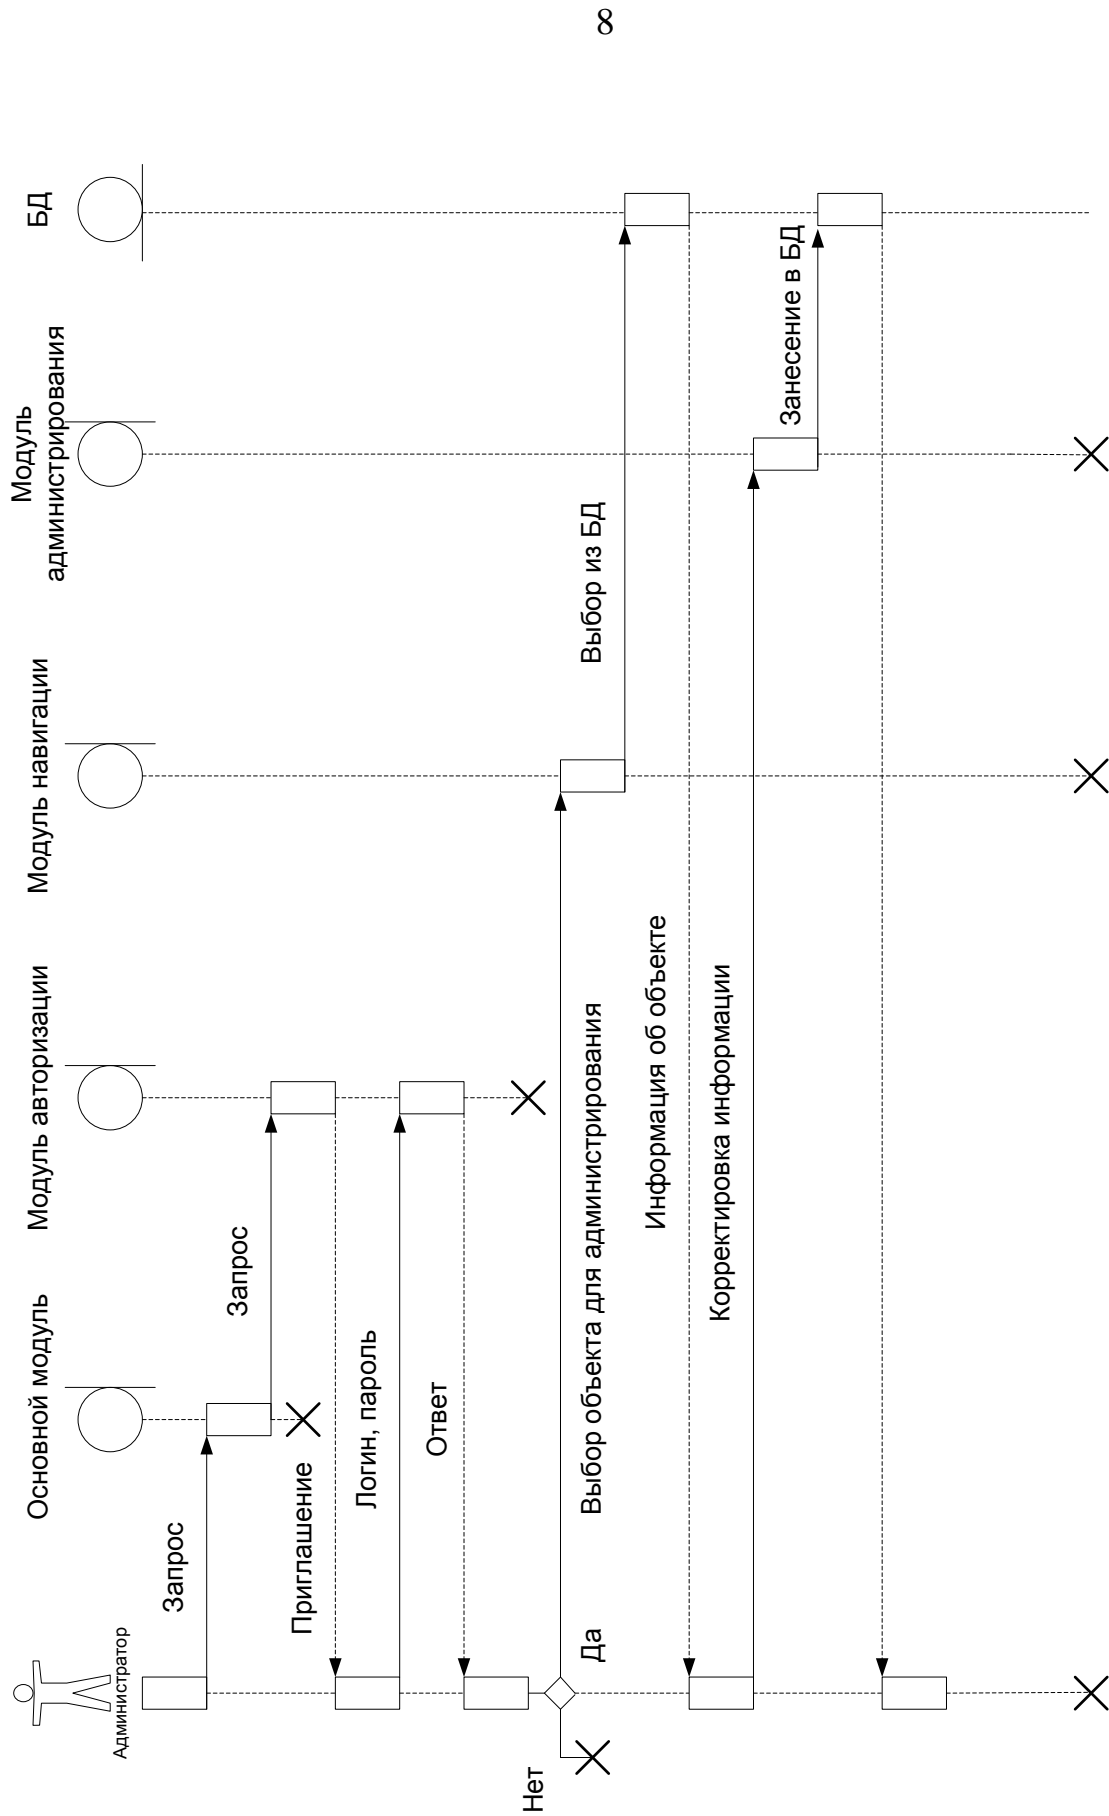 8
Администратор
Основной модуль
Модуль авторизации
Модуль навигации
Модуль
администрирования
БД
Запрос
Запрос
Приглашение
Логин, пароль
Ответ
Нет
Да
Выбор объекта для администрирования
Выбор из БД
Информация об объекте
Корректировка информации
Занесение в БД